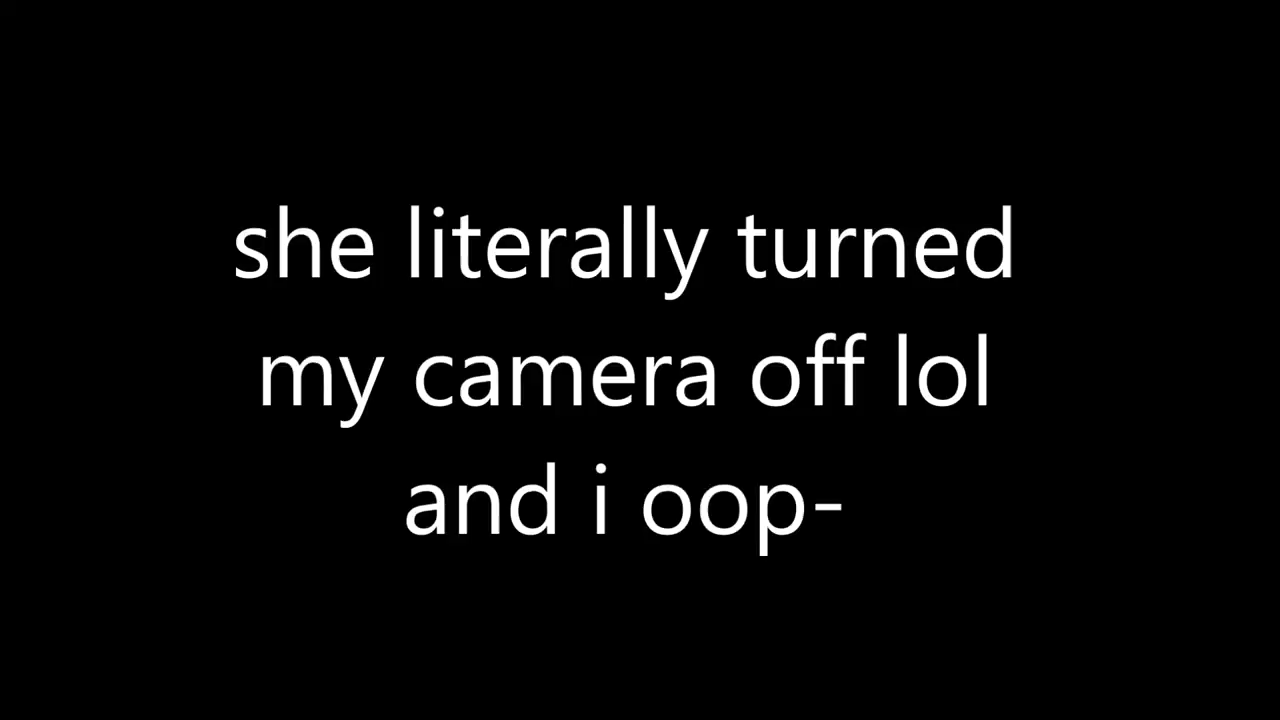 she literally turned
my camera off lol
and i oop-